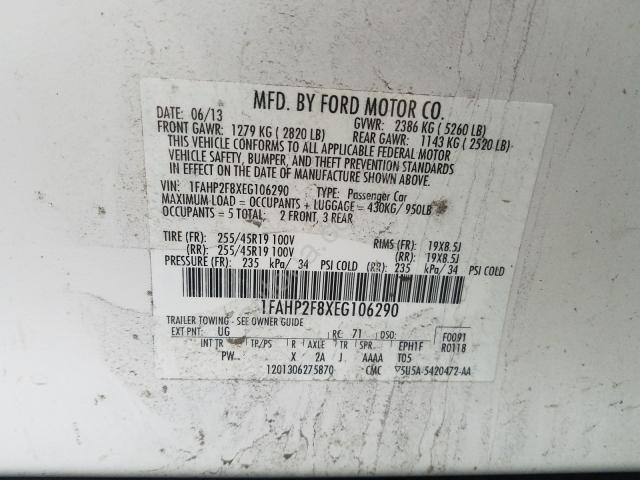 MFD. BY FORD MOTOR CO.
DATE: 06/13 GVWR: 2386 KG ( 5260 LB)
FRONT GAWR: 1279 KG ( 2820 LB) REAR GAWR: 1143 KG ( 2520 LB)
THIS VEHICLE CONFORMS TO ALL APPLICABLE FEDERAL MOTOR
VEHICLE SAFETY, BUMPER, AND THEFT PREVENTION STANDARDS
IN EFFECT ON THE DATE OF MANUFACTURE SHOWN ABOVE.
VIN: 1FAHP2F8XEG106290 TYPE: Passenger Car
MAXIMUM LOAD = OCCUPANTS + LUGGAGE = 430KG/ 950LB
OCCUPANTS = 5 TOTAL: 2 FRONT, 3 REAR
TIRE (FR): 255/45R19 100V RIMS (FR): 19X8.5J
(RR): 255/45R19 100V (RR): 19X8.5J
PRESSURE (FR): 235 kPa/ 34 PSI COLD (RR): 235 kPa/ 34 PSI COLD
1FAHP2F8XEG106290
TRAILER TOWING - SEE OWNER GUIDE
EXT PNT: UG RC: 71 DSO: F0091
R0118
INT TR TP/PS R AXLE TR SPR EPH1F
PW X 2A J AAAA T05
1201306275870 CMC ▽5U5A-5420472-AA